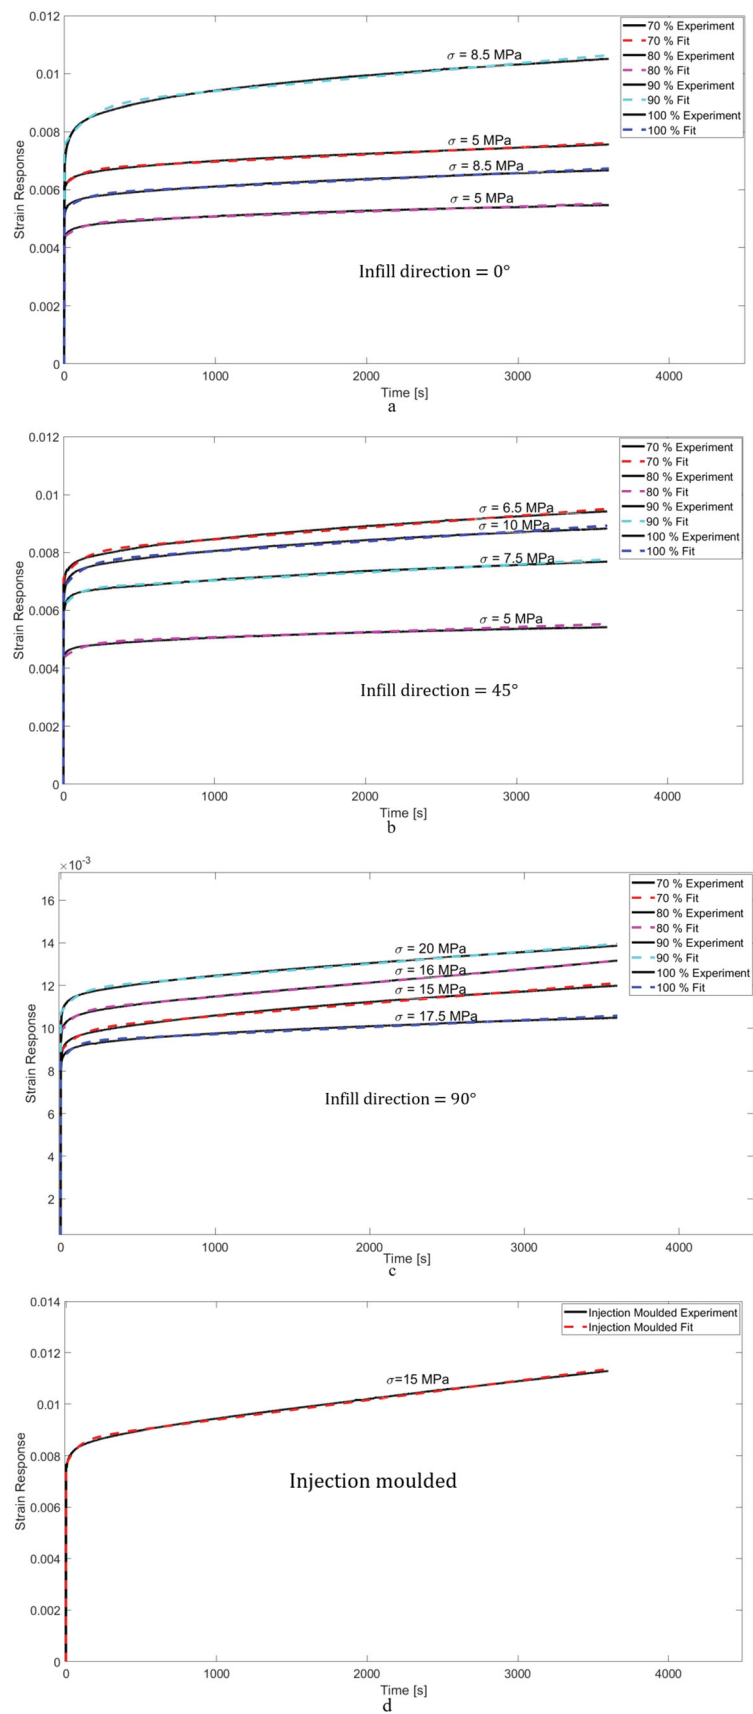 0.012
0.01
0.008
0.006
0.004
0.002
0
Strain Response
σ = 8.5 MPa
σ = 5 MPa
σ = 8.5 MPa
σ = 5 MPa
70 % Experiment
70 % Fit
80 % Experiment
80 % Fit
90 % Experiment
90 % Fit
100 % Experiment
100 % Fit
Infill direction = 0°
0 1000 2000 3000 4000
Time [s]
a
0.012
0.01
0.008
0.006
0.004
0.002
0
Strain Response
σ = 6.5 MPa
σ = 10 MPa
σ = 7.5 MPa
σ = 5 MPa
70 % Experiment
70 % Fit
80 % Experiment
80 % Fit
90 % Experiment
90 % Fit
100 % Experiment
100 % Fit
Infill direction = 45°
0 1000 2000 3000 4000
Time [s]
b
×10-3
16
14
12
10
8
6
4
2
Strain Response
σ = 20 MPa
σ = 16 MPa
σ = 15 MPa
σ = 17.5 MPa
70 % Experiment
70 % Fit
80 % Experiment
80 % Fit
90 % Experiment
90 % Fit
100 % Experiment
100 % Fit
Infill direction = 90°
0 1000 2000 3000 4000
Time [s]
c
0.014
0.012
0.01
0.008
0.006
0.004
0.002
0
Strain Response
σ=15 MPa
Injection Moulded Experiment
Injection Moulded Fit
Injection moulded
0 1000 2000 3000 4000
Time [s]
d